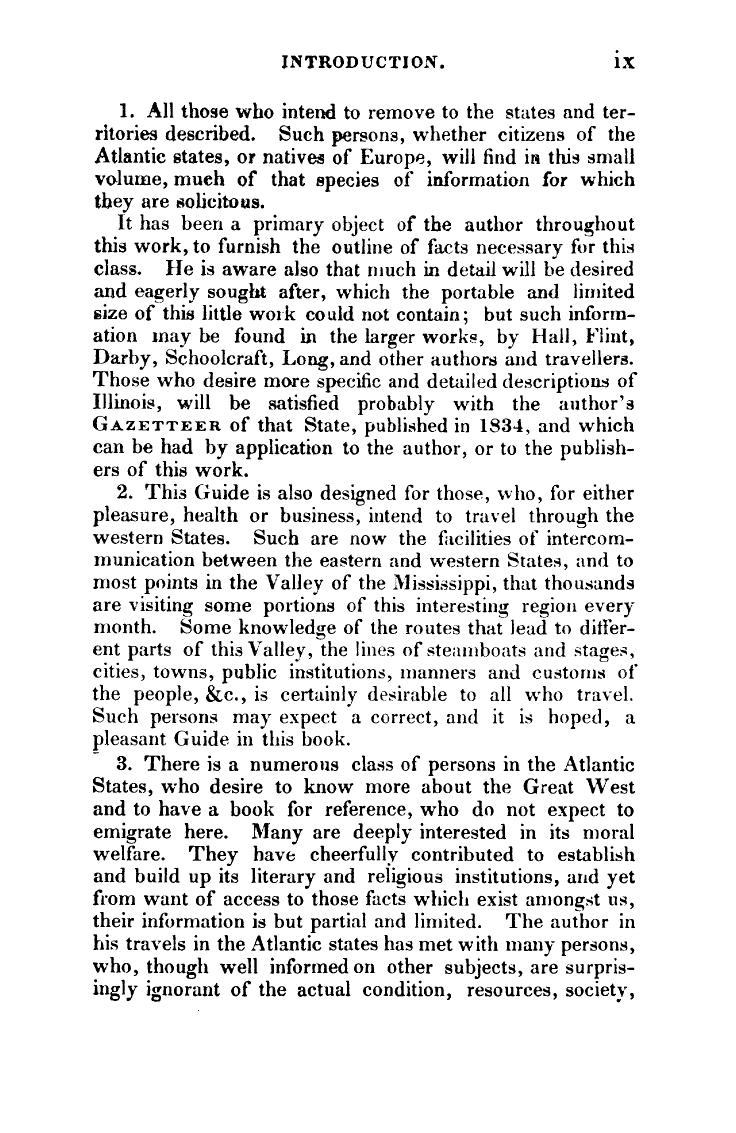 INTRODUCTION. ix
1. All those who intend to remove to the states and ter-
ritories described. Such persons, whether citizens of the
Atlantic states, or natives of Europe, will find in this small
volume, much of that species of information for which
they are solicitous.
It has been a primary object of the author throughout
this work, to furnish the outline of facts necessary for this
class. He is aware also that much in detail will be desired
and eagerly sought after, which the portable and limited
size of this little work could not contain; but such inform-
ation may be found in the larger works, by Hall, Flint,
Darby, Schoolcraft, Long, and other authors and travellers.
Those who desire more specific and detailed descriptions of
Illinois, will be satisfied probably with the author's
GAZETTEER of that State, published in 1834, and which
can be had by application to the author, or to the publish-
ers of this work.
2. This Guide is also designed for those, who, for either
pleasure, health or business, intend to travel through the
western States. Such are now the facilities of intercom-
munication between the eastern and western States, and to
most points in the Valley of the Mississippi, that thousands
are visiting some portions of this interesting region every
month. Some knowledge of the routes that lead to differ-
ent parts of this Valley, the lines of steamboats and stages,
cities, towns, public institutions, manners and customs of
the people, &c., is certainly desirable to all who travel.
Such persons may expect a correct, and it is hoped, a
pleasant Guide in this book.
3. There is a numerous class of persons in the Atlantic
States, who desire to know more about the Great West
and to have a book for reference, who do not expect to
emigrate here. Many are deeply interested in its moral
welfare. They have cheerfully contributed to establish
and build up its literary and religious institutions, and yet
from want of access to those facts which exist amongst us,
their information is but partial and limited. The author in
his travels in the Atlantic states has met with many persons,
who, though well informed on other subjects, are surpris-
ingly ignorant of the actual condition, resources, society,